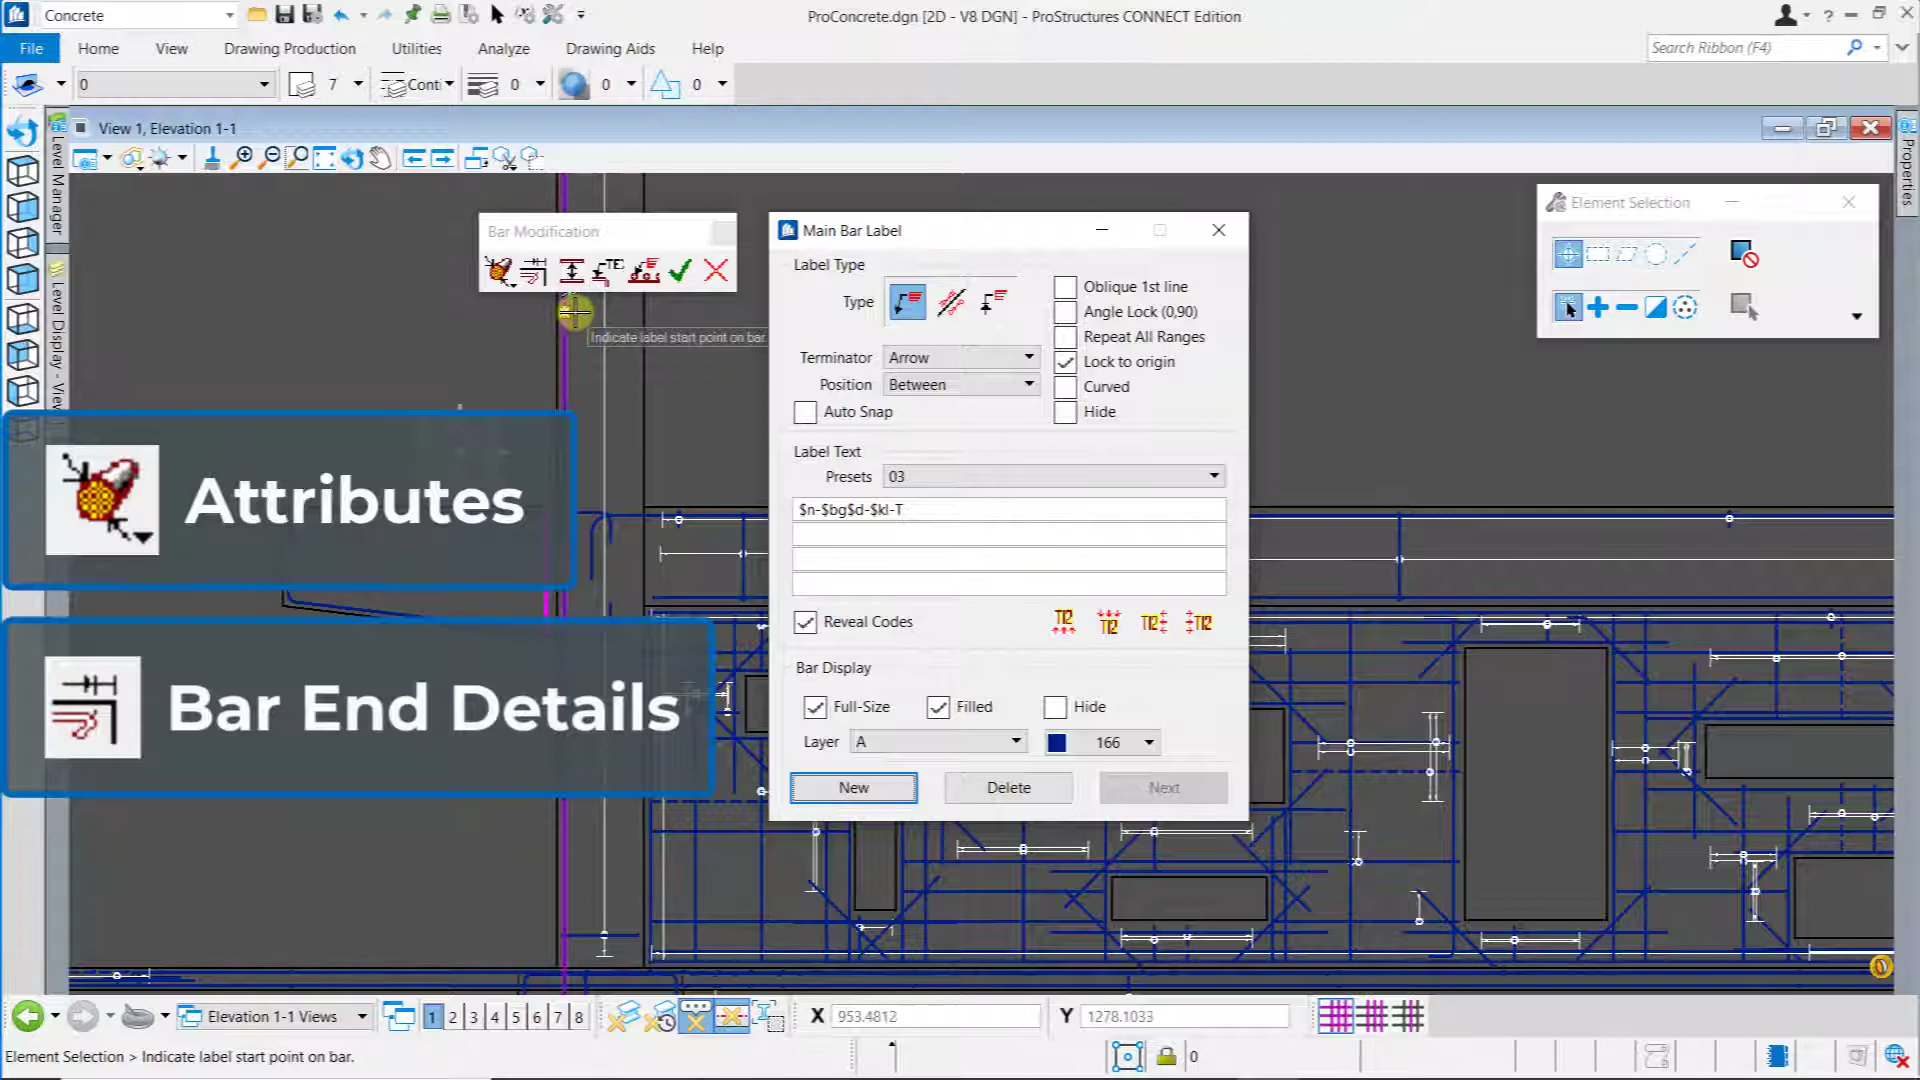 Concrete
ProConcrete.dgn [2D - V8 DGN] - ProStructures CONNECT Edition
File Home View Drawing Production Utilities Analyze Drawing Aids Help
Search Ribbon (F4)
0 7 Conti 0 0 0
View 1, Elevation 1-1
Level Manager
Level Display - View
Properties
Bar Modification
Indicate label start point on bar.
Main Bar Label
Label Type
Type
Oblique 1st line
Angle Lock (0,90)
Repeat All Ranges
Terminator Arrow
Lock to origin
Position Between
Curved
Auto Snap
Hide
Label Text
Presets 03
$n-$bg$d-$kl-T
Reveal Codes
T12 T12 T12 T12
Bar Display
Full-Size Filled Hide
Layer A 166
New Delete Next
Element Selection
Attributes
Bar End Details
Elevation 1-1 Views
1 2 3 4 5 6 7 8
X 953.4812
Y 1278.1033
Element Selection > Indicate label start point on bar.
0